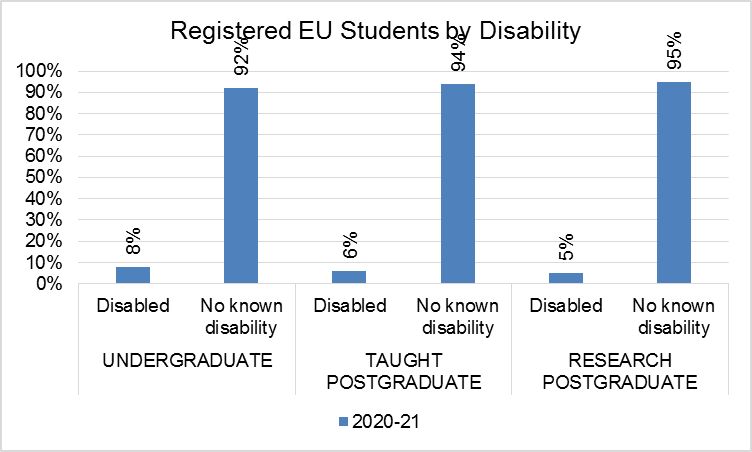 Registered EU Students by Disability
100%
90%
80%
70%
60%
50%
40%
30%
20%
10%
0%
8%
92%
6%
94%
5%
95%
Disabled
No known
disability
Disabled
No known
disability
Disabled
No known
disability
UNDERGRADUATE
TAUGHT
POSTGRADUATE
RESEARCH
POSTGRADUATE
2020-21